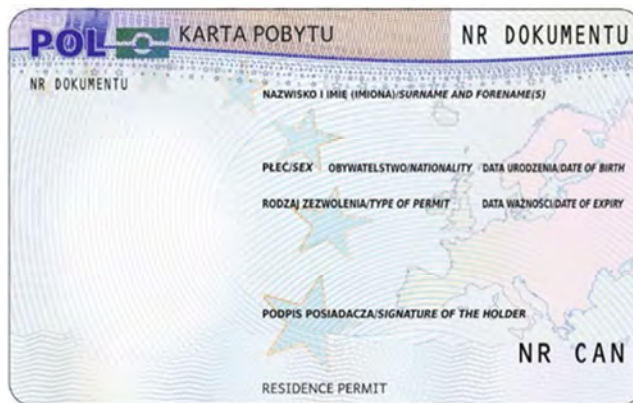 POL KARTA POBYTU NR DOKUMENTU
NR DOKUMENTU
NAZWISKO I IMIĘ (IMIONA)/SURNAME AND FORENAME(S)
PŁEĆ/SEX OBYWATELSTWO/NATIONALITY DATA URODZENIA/DATE OF BIRTH
RODZAJ ZEZWOLENIA/TYPE OF PERMIT DATA WAŻNOŚCI/DATE OF EXPIRY
PODPIS POSIADACZA/SIGNATURE OF THE HOLDER
NR CAN
RESIDENCE PERMIT